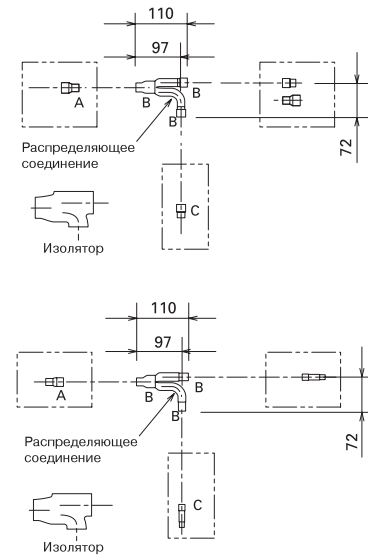 110
97
A
B
B
B
72
Распределяющее
соединение
C
Изолятор
110
97
A
B
B
B
72
Распределяющее
соединение
C
Изолятор